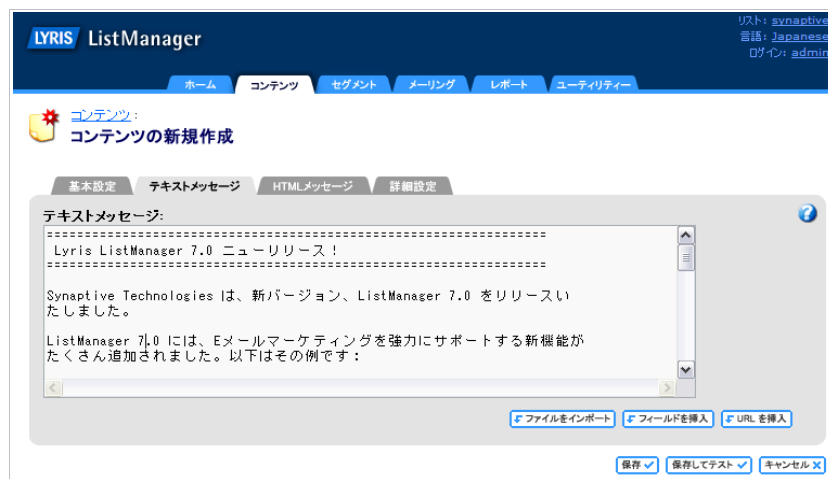 LYRIS ListManager
リスト: synaptive
言語: Japanese
ログイン: admin
ホーム コンテンツ セグメント メーリング レポート ユーティリティー
コンテンツ :
コンテンツの新規作成
基本設定 テキストメッセージ HTMLメッセージ 詳細設定
テキストメッセージ:
==================================================================
Lyris ListManager 7.0 ニューリリース！
==================================================================
Synaptive Technologies は、新バージョン、ListManager 7.0 をリリースい
たしました。
ListManager 7.0 には、Eメールマーケティングを強力にサポートする新機能が
たくさん追加されました。以下はその例です：
ファイルをインポート フィールドを挿入 URL を挿入
保存 保存してテスト キャンセル